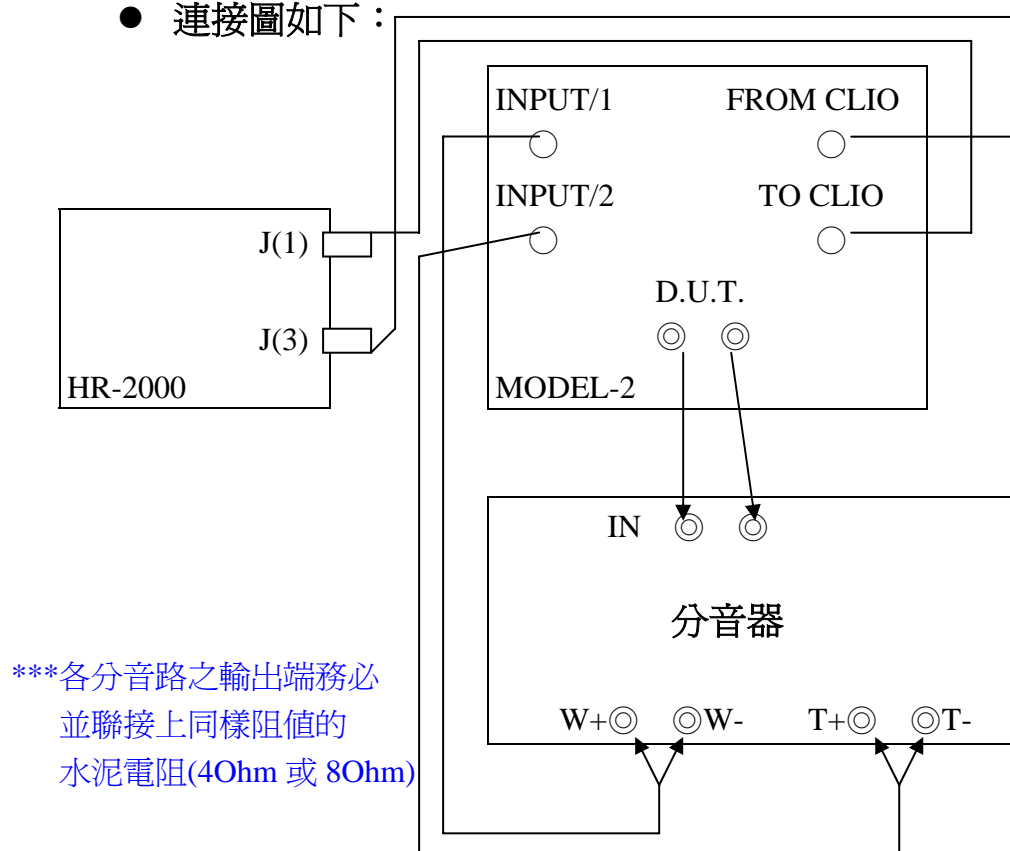 ● 連接圖如下：
INPUT/1
FROM CLIO
INPUT/2
TO CLIO
J(1)
D.U.T.
J(3)
HR-2000
MODEL-2
IN
分音器
***各分音路之輸出端務必
並聯接上同樣阻值的
水泥電阻(4Ohm 或 8Ohm)
W+◎ ◎W-
T+◎ ◎T-